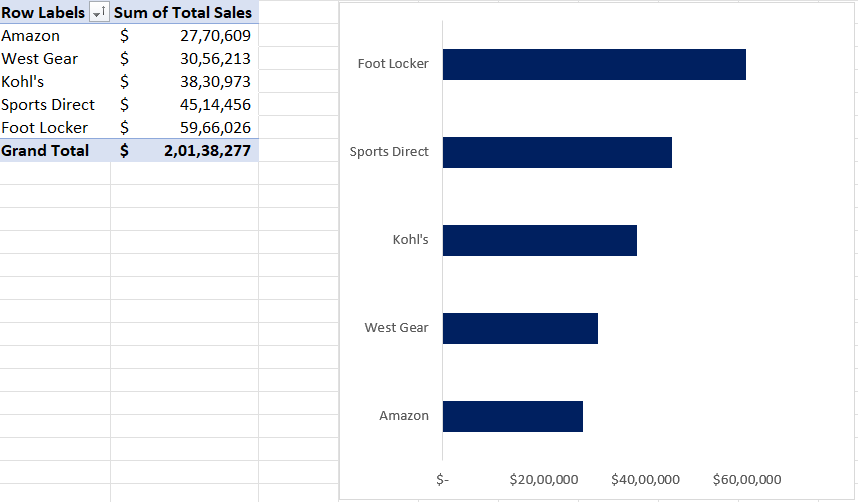 Row Labels Sum of Total Sales
Amazon $ 27,70,609
West Gear $ 30,56,213
Kohl's $ 38,30,973
Sports Direct $ 45,14,456
Foot Locker $ 59,66,026
Grand Total $ 2,01,38,277
Foot Locker
Sports Direct
Kohl's
West Gear
Amazon
$- $20,00,000 $40,00,000 $60,00,000